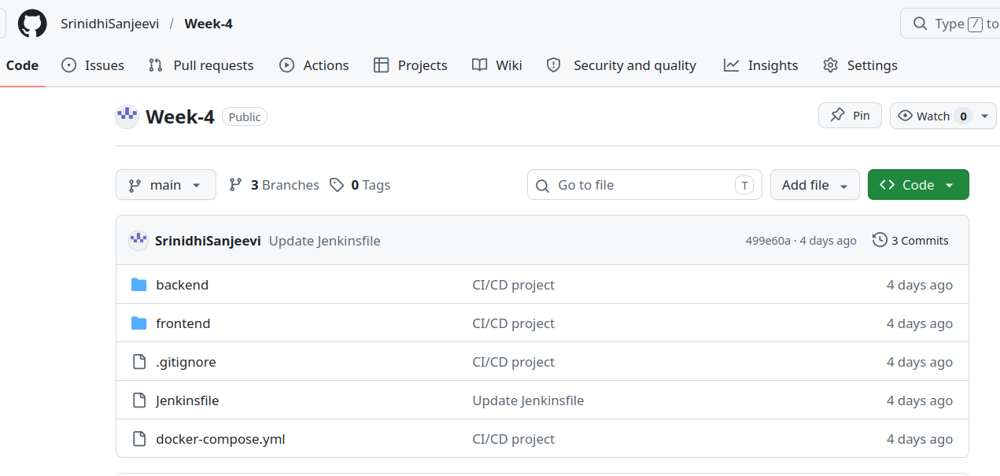 SrinidhiSanjeevi / Week-4 Type / to
Code Issues Pull requests Actions Projects Wiki Security and quality Insights Settings
Week-4 Public Pin Watch 0
main 3 Branches 0 Tags Go to file T Add file Code
SrinidhiSanjeevi Update Jenkinsfile 499e60a · 4 days ago 3 Commits
backend CI/CD project 4 days ago
frontend CI/CD project 4 days ago
.gitignore CI/CD project 4 days ago
Jenkinsfile Update Jenkinsfile 4 days ago
docker-compose.yml CI/CD project 4 days ago